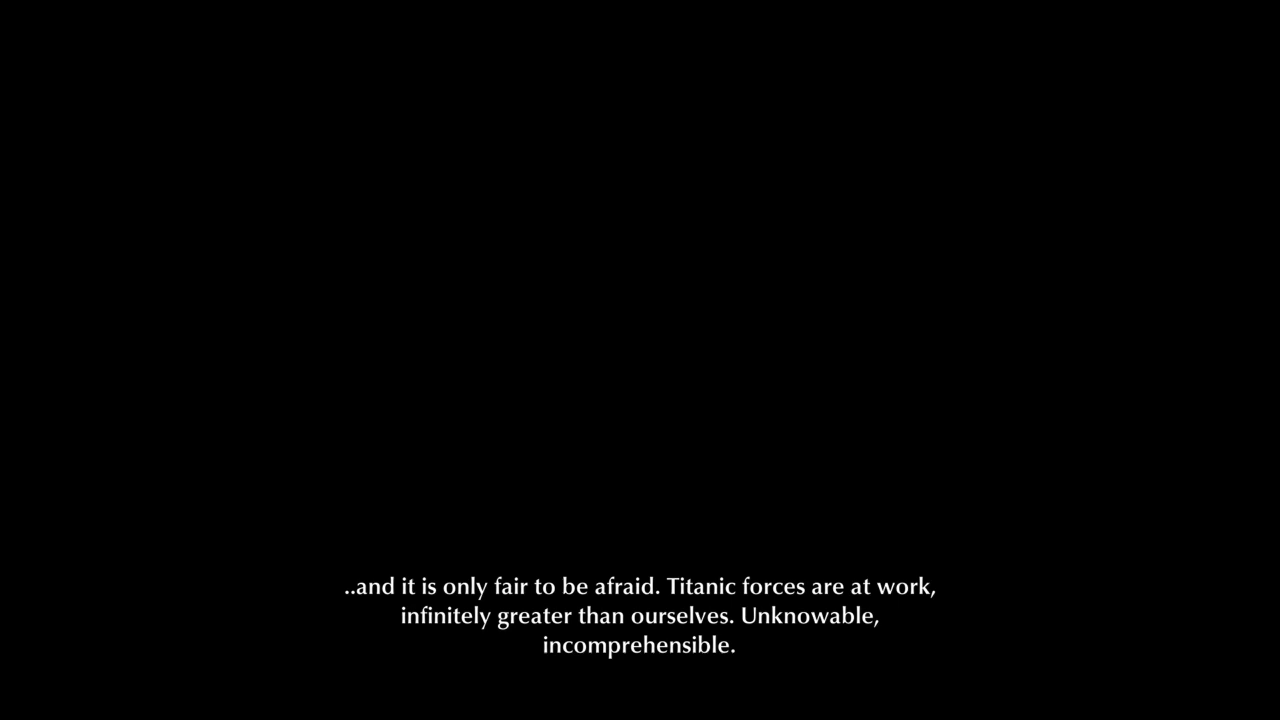 ..and it is only fair to be afraid. Titanic forces are at work,
infinitely greater than ourselves. Unknowable,
incomprehensible.